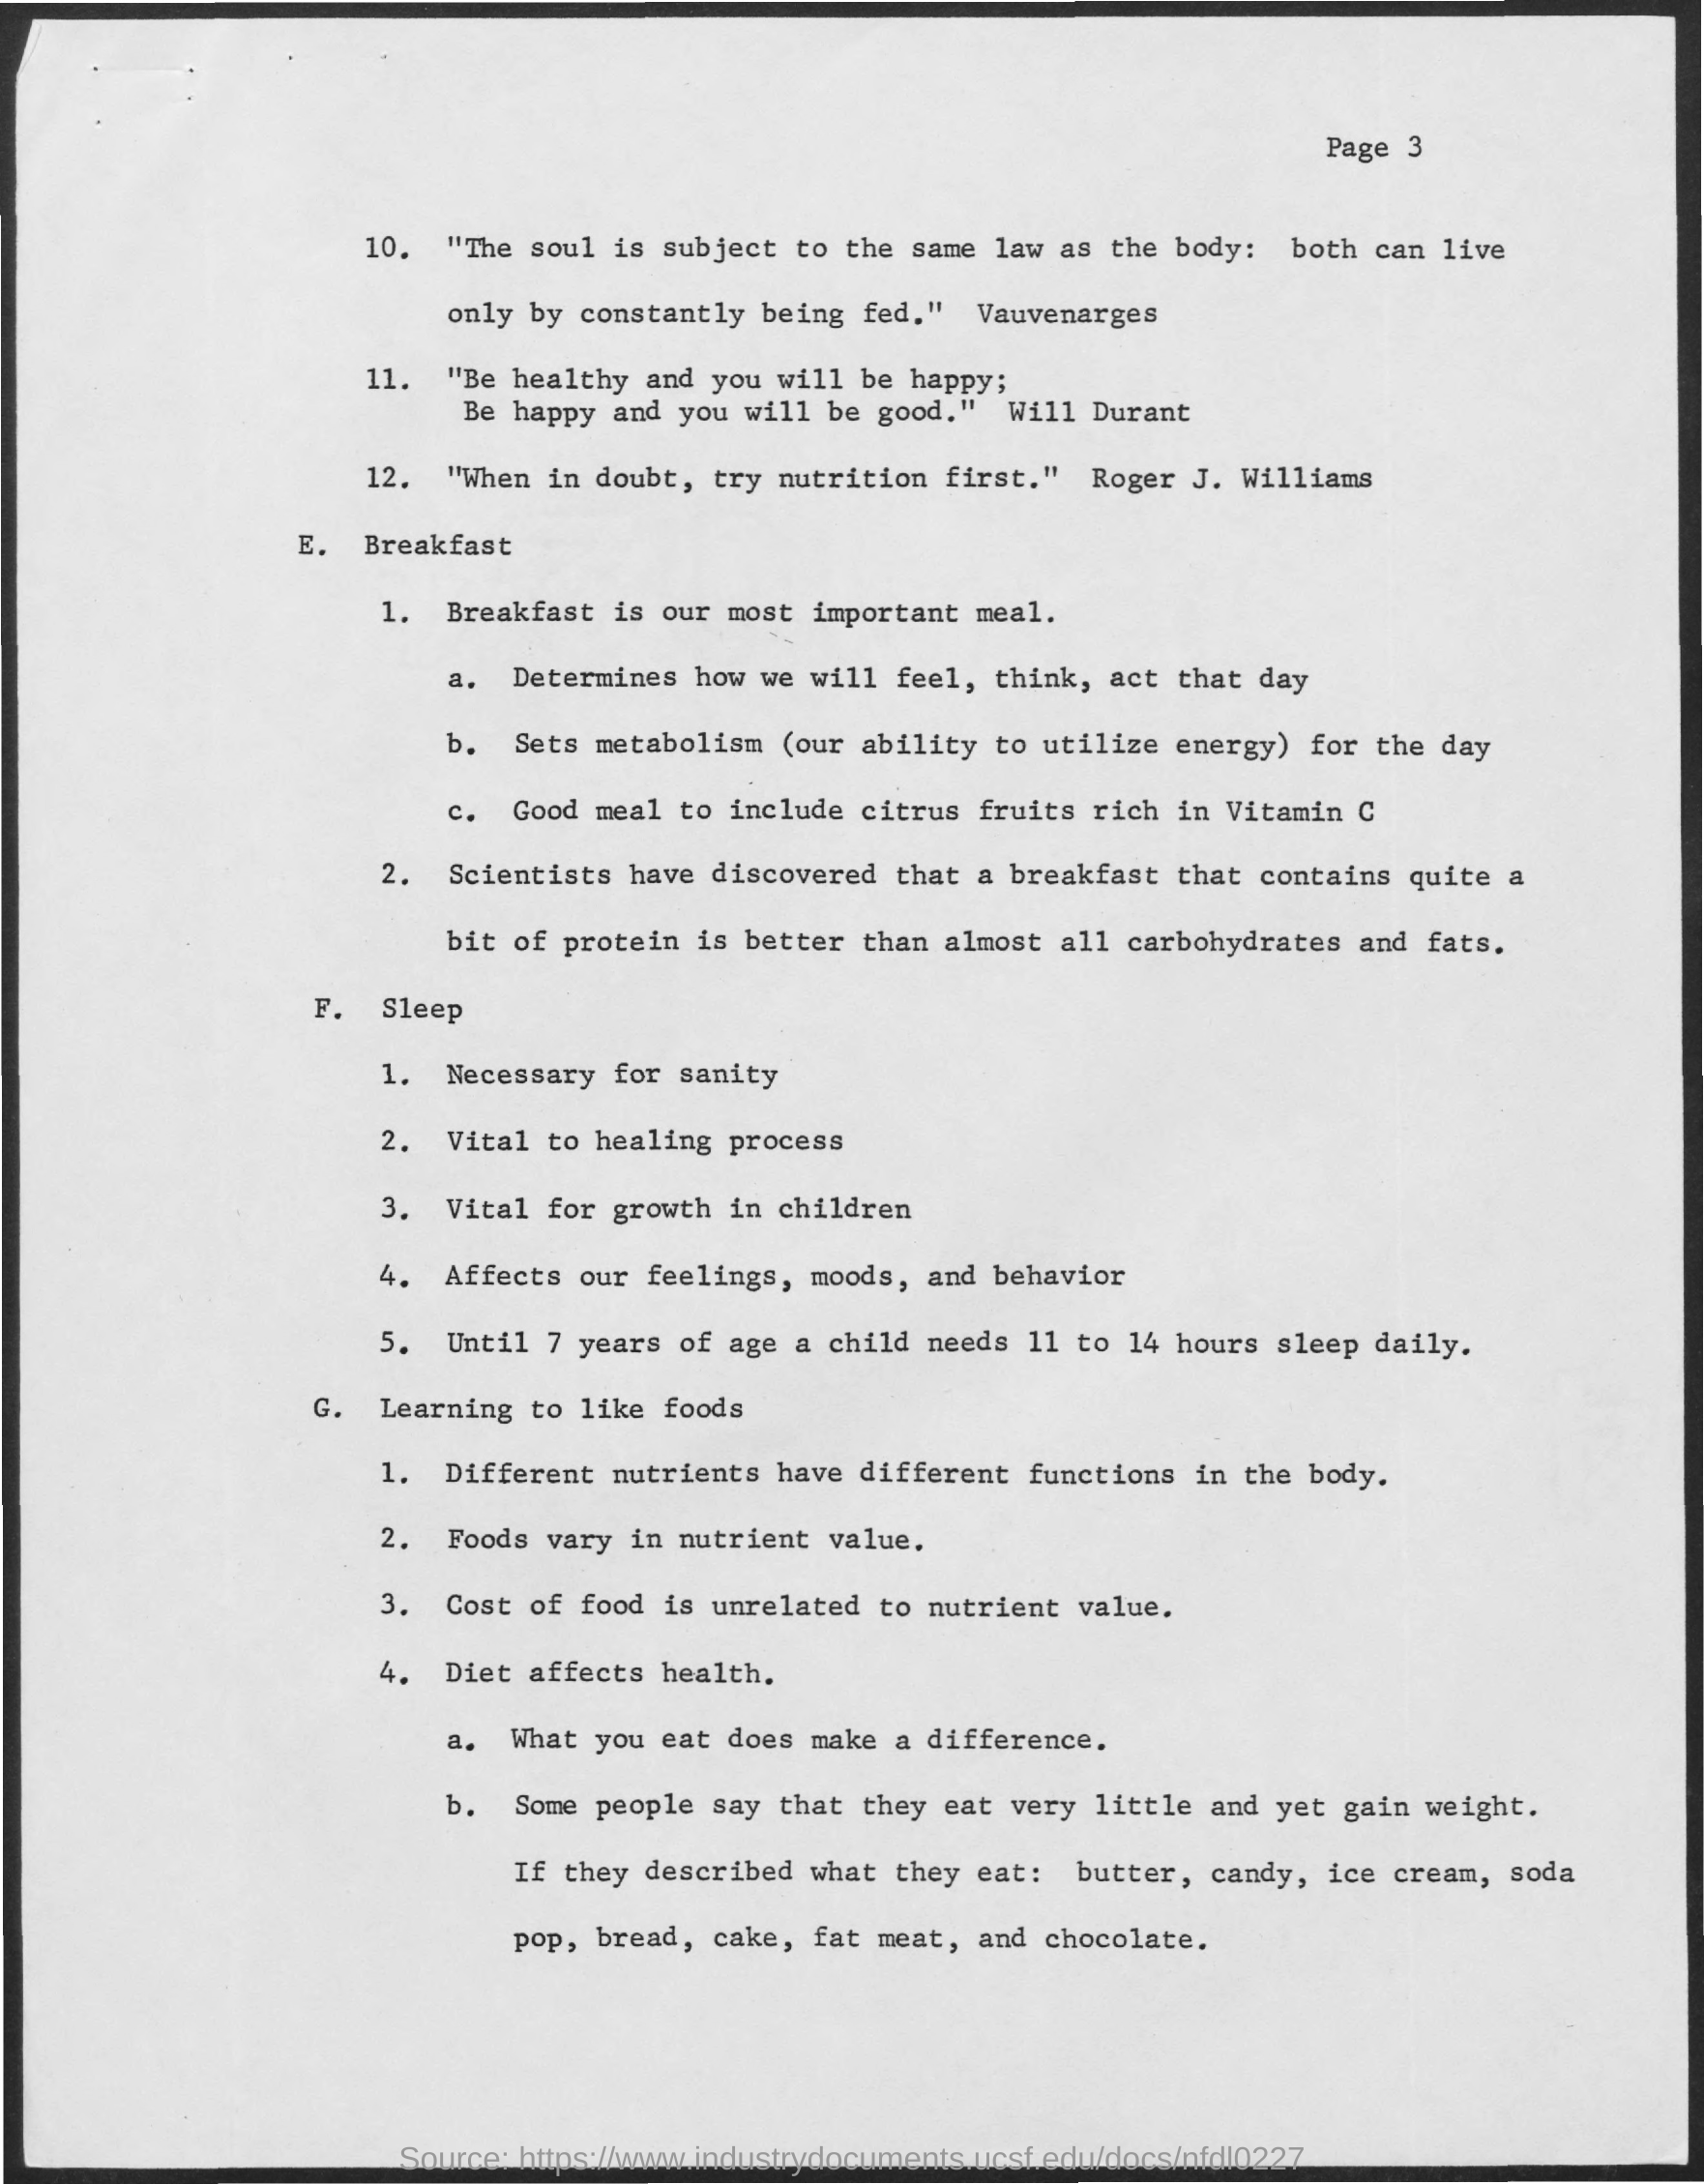 Page 3
10. "The soul is subject to the same law as the body: both can live
only by constantly being fed." Vauvenarges
11. "Be healthy and you will be happy;
Be happy and you will be good." Will Durant
12. "When in doubt, try nutrition first." Roger J. Williams
E. Breakfast
1. Breakfast is our most important meal.
a. Determines how we will feel, think, act that day
b. Sets metabolism (our ability to utilize energy) for the day
c. Good meal to include citrus fruits rich in Vitamin C
2. Scientists have discovered that a breakfast that contains quite a
bit of protein is better than almost all carbohydrates and fats.
F. Sleep
1. Necessary for sanity
2. Vital to healing process
3. Vital for growth in children
4. Affects our feelings, moods, and behavior
5. Until 7 years of age a child needs 11 to 14 hours sleep daily.
G. Learning to like foods
1. Different nutrients have different functions in the body.
2. Foods vary in nutrient value.
3. Cost of food is unrelated to nutrient value.
4. Diet affects health.
a. What you eat does make a difference.
b. Some people say that they eat very little and yet gain weight.
If they described what they eat: butter, candy, ice cream, soda
pop, bread, cake, fat meat, and chocolate.
Source: https://www.industrydocuments.ucsf.edu/docs/nfdl0227